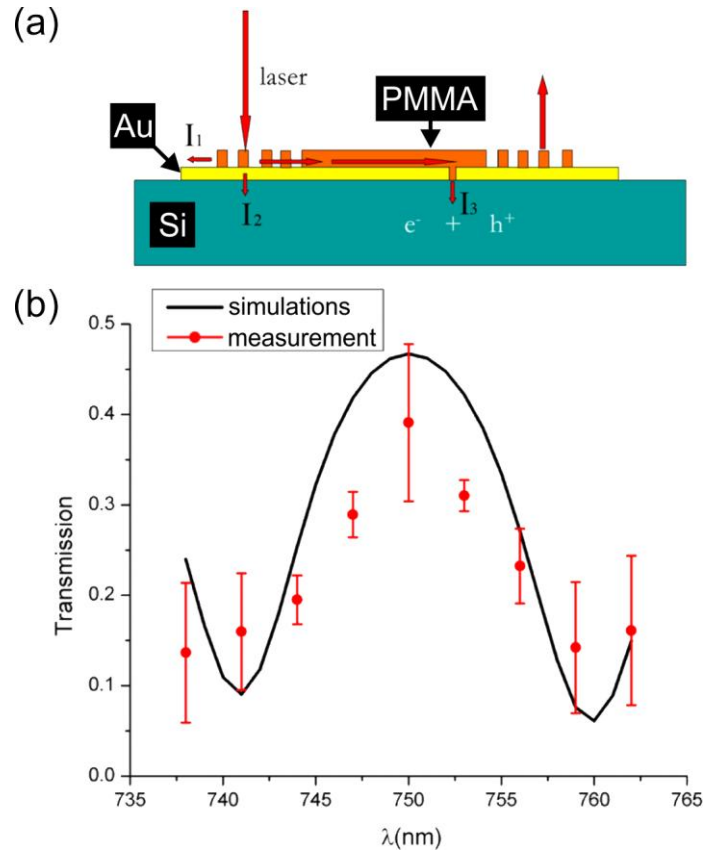 (a)
laser
PMMA
Au
I₁
I₂
I₃
Si
e⁻ + h⁺
(b)
simulations
measurement
0.5
0.4
0.3
0.2
0.1
0.0
Transmission
735 740 745 750 755 760 765
λ(nm)